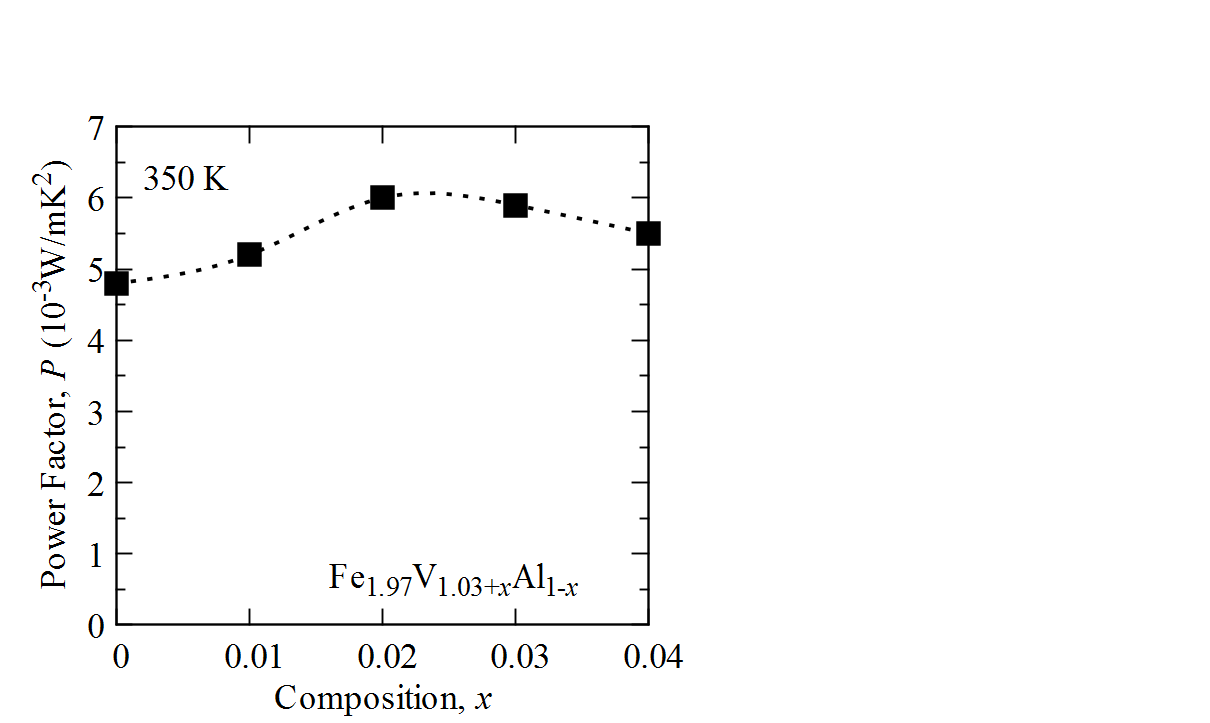 7
350 K
6
5
4
3
2
1
0
Power Factor, P (10⁻³W/mK²)
Fe₁.₉₇V₁.₀₃₊ₓAl₁₋ₓ
0 0.01 0.02 0.03 0.04
Composition, x